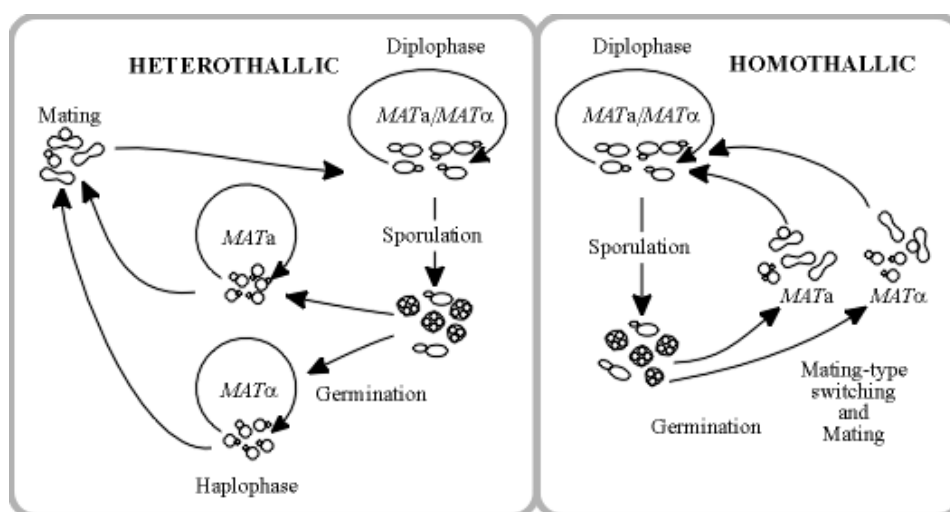 HETEROTHALLIC
Diplophase
MATa/MATα
Mating
MATa
Sporulation
MATα
Germination
Haplophase
Diplophase
HOMOTHALLIC
MATa/MATα
Sporulation
MATa
MATα
Mating-type
switching
and
Mating
Germination